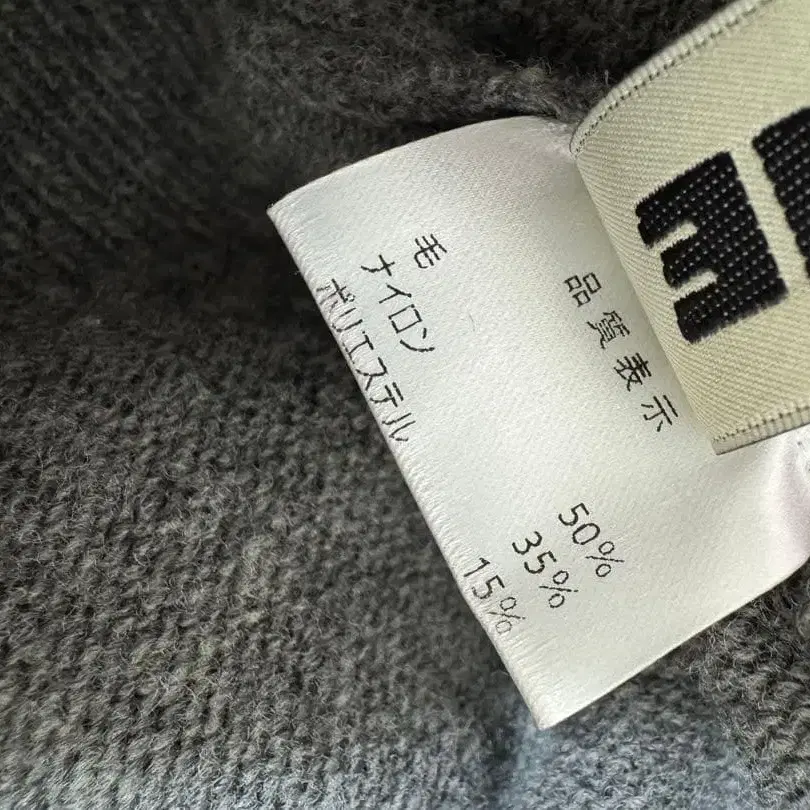 品質表示
毛 50%
ナイロン 35%
ポリエステル 15%